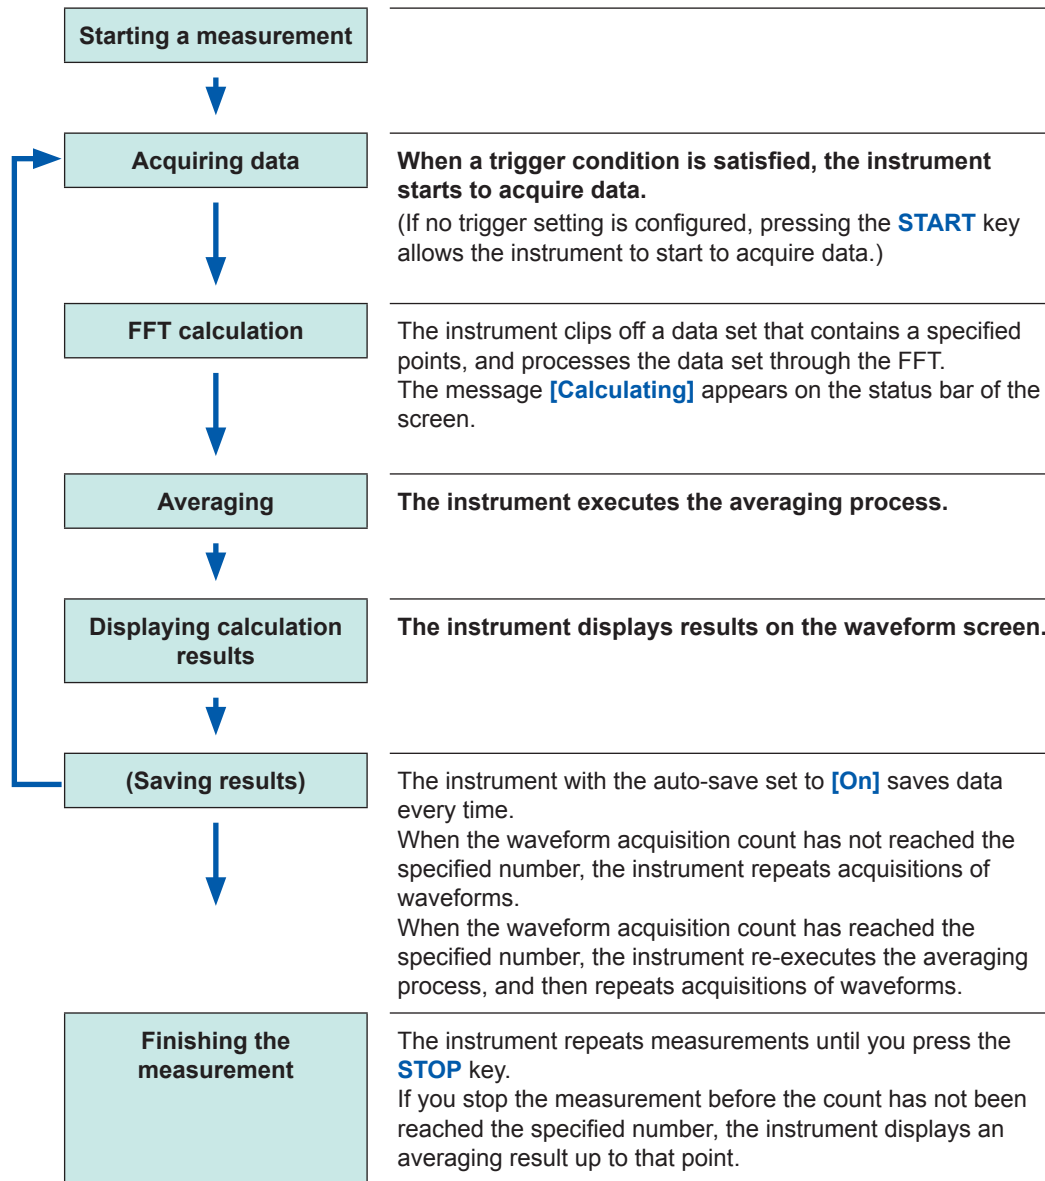 Starting a measurement
Acquiring data
When a trigger condition is satisfied, the instrument
starts to acquire data.
(If no trigger setting is configured, pressing the START key
allows the instrument to start to acquire data.)
FFT calculation
The instrument clips off a data set that contains a specified
points, and processes the data set through the FFT.
The message [Calculating] appears on the status bar of the
screen.
Averaging
The instrument executes the averaging process.
Displaying calculation
results
The instrument displays results on the waveform screen.
(Saving results)
The instrument with the auto-save set to [On] saves data
every time.
When the waveform acquisition count has not reached the
specified number, the instrument repeats acquisitions of
waveforms.
When the waveform acquisition count has reached the
specified number, the instrument re-executes the averaging
process, and then repeats acquisitions of waveforms.
Finishing the
measurement
The instrument repeats measurements until you press the
STOP key.
If you stop the measurement before the count has not been
reached the specified number, the instrument displays an
averaging result up to that point.